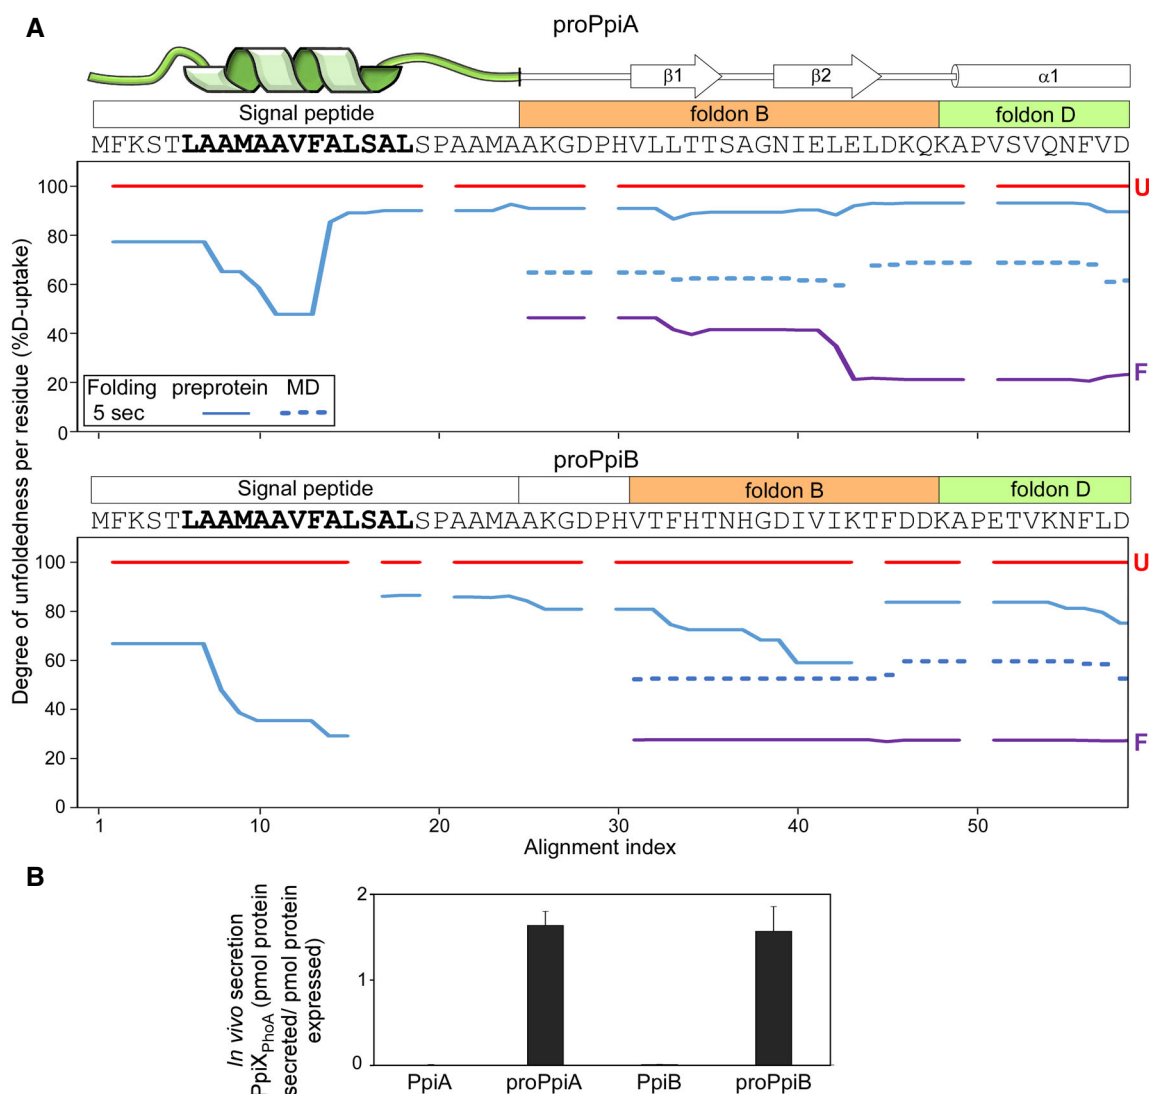 A
proPpiA
β1
β2
α1
Signal peptide
foldon B
foldon D
MFKSTLAAMAAVFALSALSPAAMAAKGDPHVLLTTSAGNIELELDKQKAPVSVQNFVD
100
80
60
40
20
0
U
F
Folding preprotein MD
5 sec
Degree of unfoldedness per residue (%D-uptake)
proPpiB
Signal peptide
foldon B
foldon D
MFKSTLAAMAAVFALSALSPAAMAAKGDPHVTFHTNHGDIVIKTFDDKAPETVKNFLD
100
80
60
40
20
0
U
F
1
10
20
30
40
50
Alignment index
B
In vivo secretion
PpiX PhoA (pmol protein
secreted/ pmol protein
expressed)
2
1
0
PpiA
proPpiA
PpiB
proPpiB